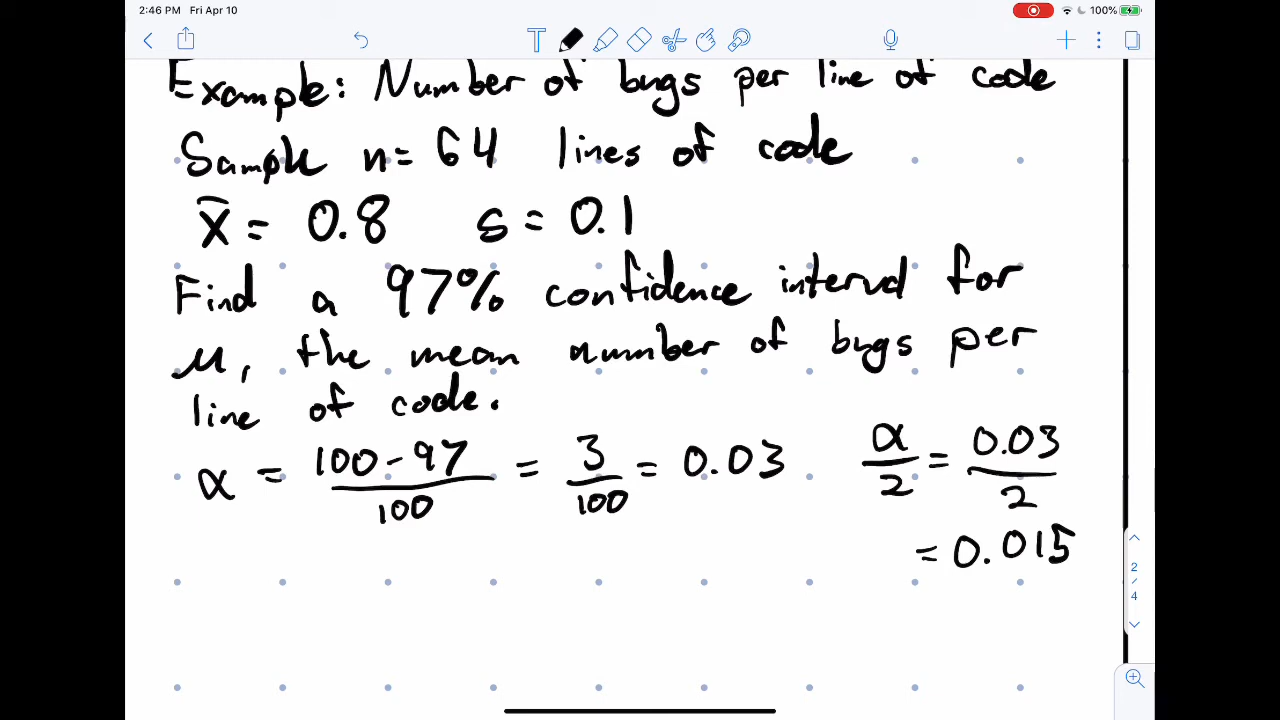 2:46 PM Fri Apr 10 100%
Example: Number of bugs per line of code
Sample n= 64 lines of code
x̄ = 0.8 s = 0.1
Find a 97% confidence interval for
μ, the mean number of bugs per
line of code.
α = (100-97)/100 = 3/100 = 0.03 α/2 = 0.03/2
= 0.015
2
/
4